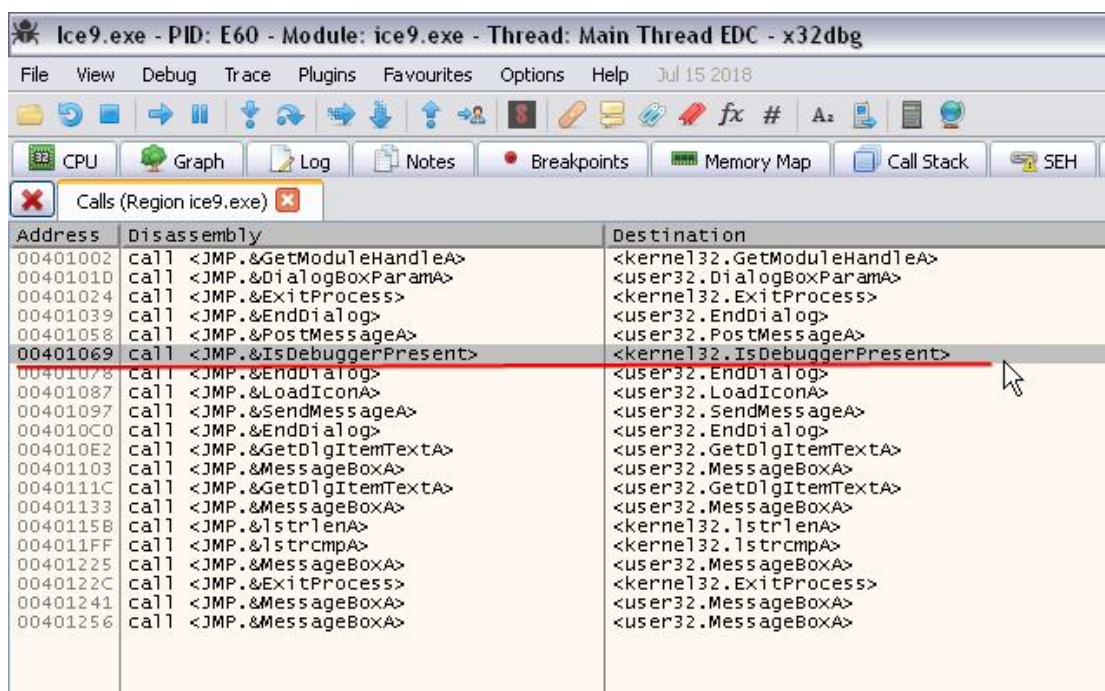 Ice9.exe - PID: E60 - Module: ice9.exe - Thread: Main Thread EDC - x32dbg
File View Debug Trace Plugins Favourites Options Help Jul 15 2018
CPU Graph Log Notes Breakpoints Memory Map Call Stack SEH
Calls (Region ice9.exe)
Address Disassembly Destination
00401002 call <JMP.&GetModuleHandleA> <kernel32.GetModuleHandleA>
0040101D call <JMP.&DialogBoxParamA> <user32.DialogBoxParamA>
00401024 call <JMP.&ExitProcess> <kernel32.ExitProcess>
00401039 call <JMP.&EndDialog> <user32.EndDialog>
00401058 call <JMP.&PostMessageA> <user32.PostMessageA>
00401069 call <JMP.&IsDebuggerPresent> <kernel32.IsDebuggerPresent>
00401078 call <JMP.&EndDialog> <user32.EndDialog>
00401087 call <JMP.&LoadIconA> <user32.LoadIconA>
00401097 call <JMP.&SendMessageA> <user32.SendMessageA>
004010C0 call <JMP.&EndDialog> <user32.EndDialog>
004010E2 call <JMP.&GetDlgItemTextA> <user32.GetDlgItemTextA>
00401103 call <JMP.&MessageBoxA> <user32.MessageBoxA>
0040111C call <JMP.&GetDlgItemTextA> <user32.GetDlgItemTextA>
00401133 call <JMP.&MessageBoxA> <user32.MessageBoxA>
0040115B call <JMP.&lstrlenA> <kernel32.lstrlenA>
004011FF call <JMP.&lstrcmpA> <kernel32.lstrcmpA>
00401225 call <JMP.&MessageBoxA> <user32.MessageBoxA>
0040122C call <JMP.&ExitProcess> <kernel32.ExitProcess>
00401241 call <JMP.&MessageBoxA> <user32.MessageBoxA>
00401256 call <JMP.&MessageBoxA> <user32.MessageBoxA>